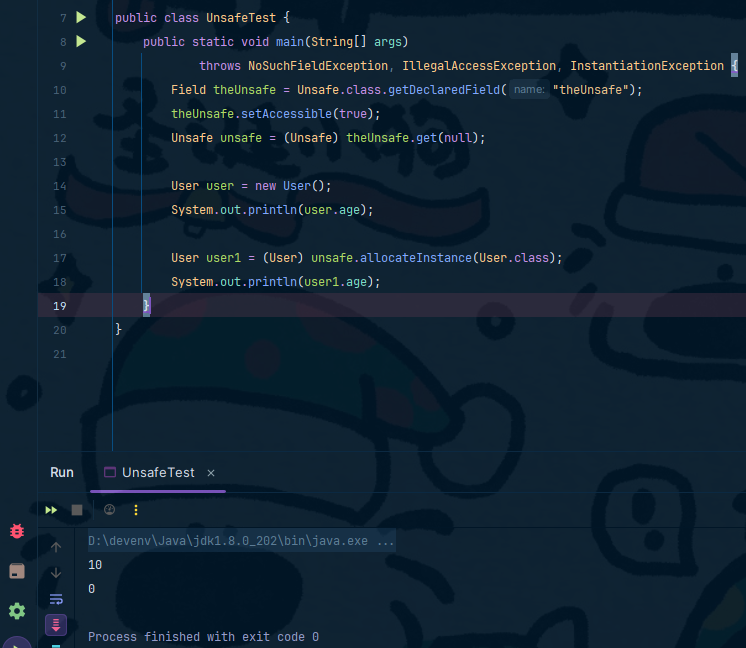 7 public class UnsafeTest {
8 public static void main(String[] args)
9 throws NoSuchFieldException, IllegalAccessException, InstantiationException {
10 Field theUnsafe = Unsafe.class.getDeclaredField( name: "theUnsafe");
11 theUnsafe.setAccessible(true);
12 Unsafe unsafe = (Unsafe) theUnsafe.get(null);
13
14 User user = new User();
15 System.out.println(user.age);
16
17 User user1 = (User) unsafe.allocateInstance(User.class);
18 System.out.println(user1.age);
19 }
20 }
21
Run UnsafeTest ×
D:\devenv\Java\jdk1.8.0_202\bin\java.exe ...
10
0
Process finished with exit code 0